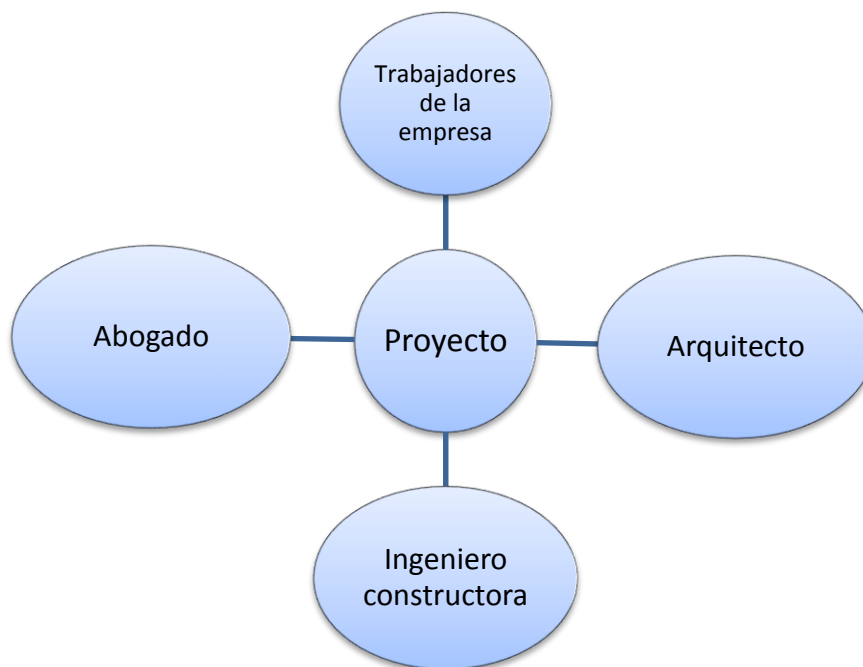 Trabajadores
de la
empresa
Abogado
Proyecto
Arquitecto
Ingeniero
constructora